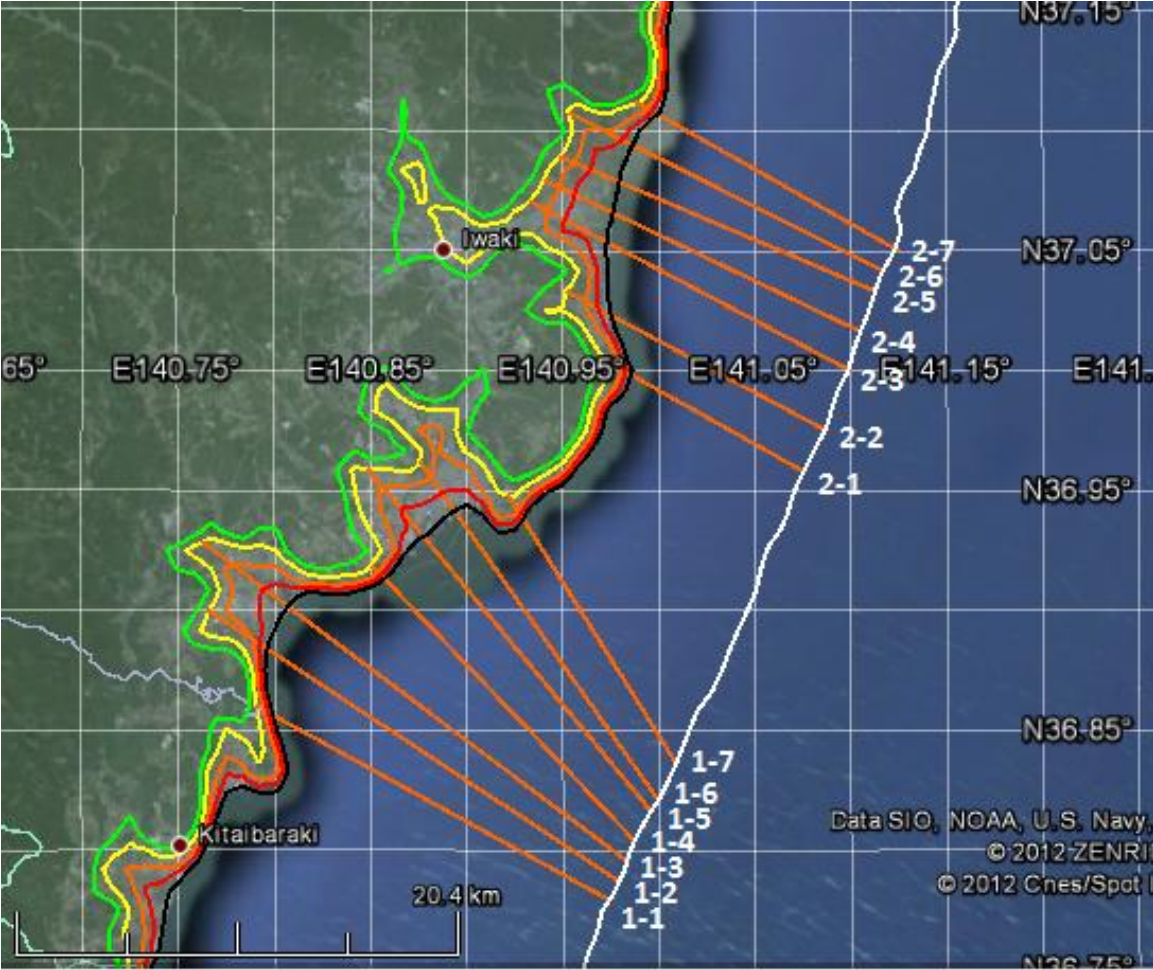 N37.15°
Iwaki
2-7
N37.05°
2-6
2-5
2-4
65°
E140.75°
E140.85°
E140.95°
E141.05°
E141.15°
E141.
2-3
2-2
2-1
N36.95°
N36.85°
1-7
1-6
1-5
Data SIO, NOAA, U.S. Navy,
Kitaibaraki
1-4
© 2012 ZENRI
1-3
© 2012 Cnes/Spot I
1-2
20.4 km
1-1
N36.75°